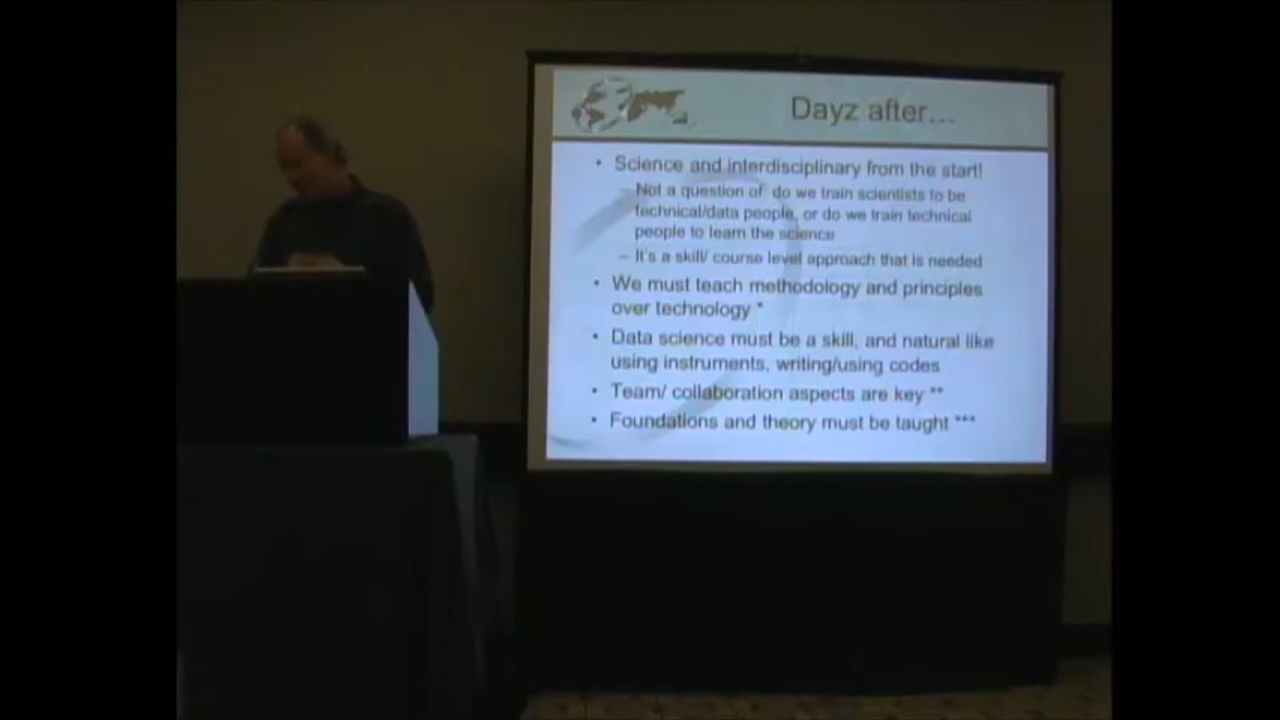 Dayz after...
• Science and interdisciplinary from the start!
– Not a question of: do we train scientists to be
technical/data people, or do we train technical
people to learn the science
– It's a skill/ course level approach that is needed
• We must teach methodology and principles
over technology *
• Data science must be a skill, and natural like
using instruments, writing/using codes
• Team/ collaboration aspects are key **
• Foundations and theory must be taught ***